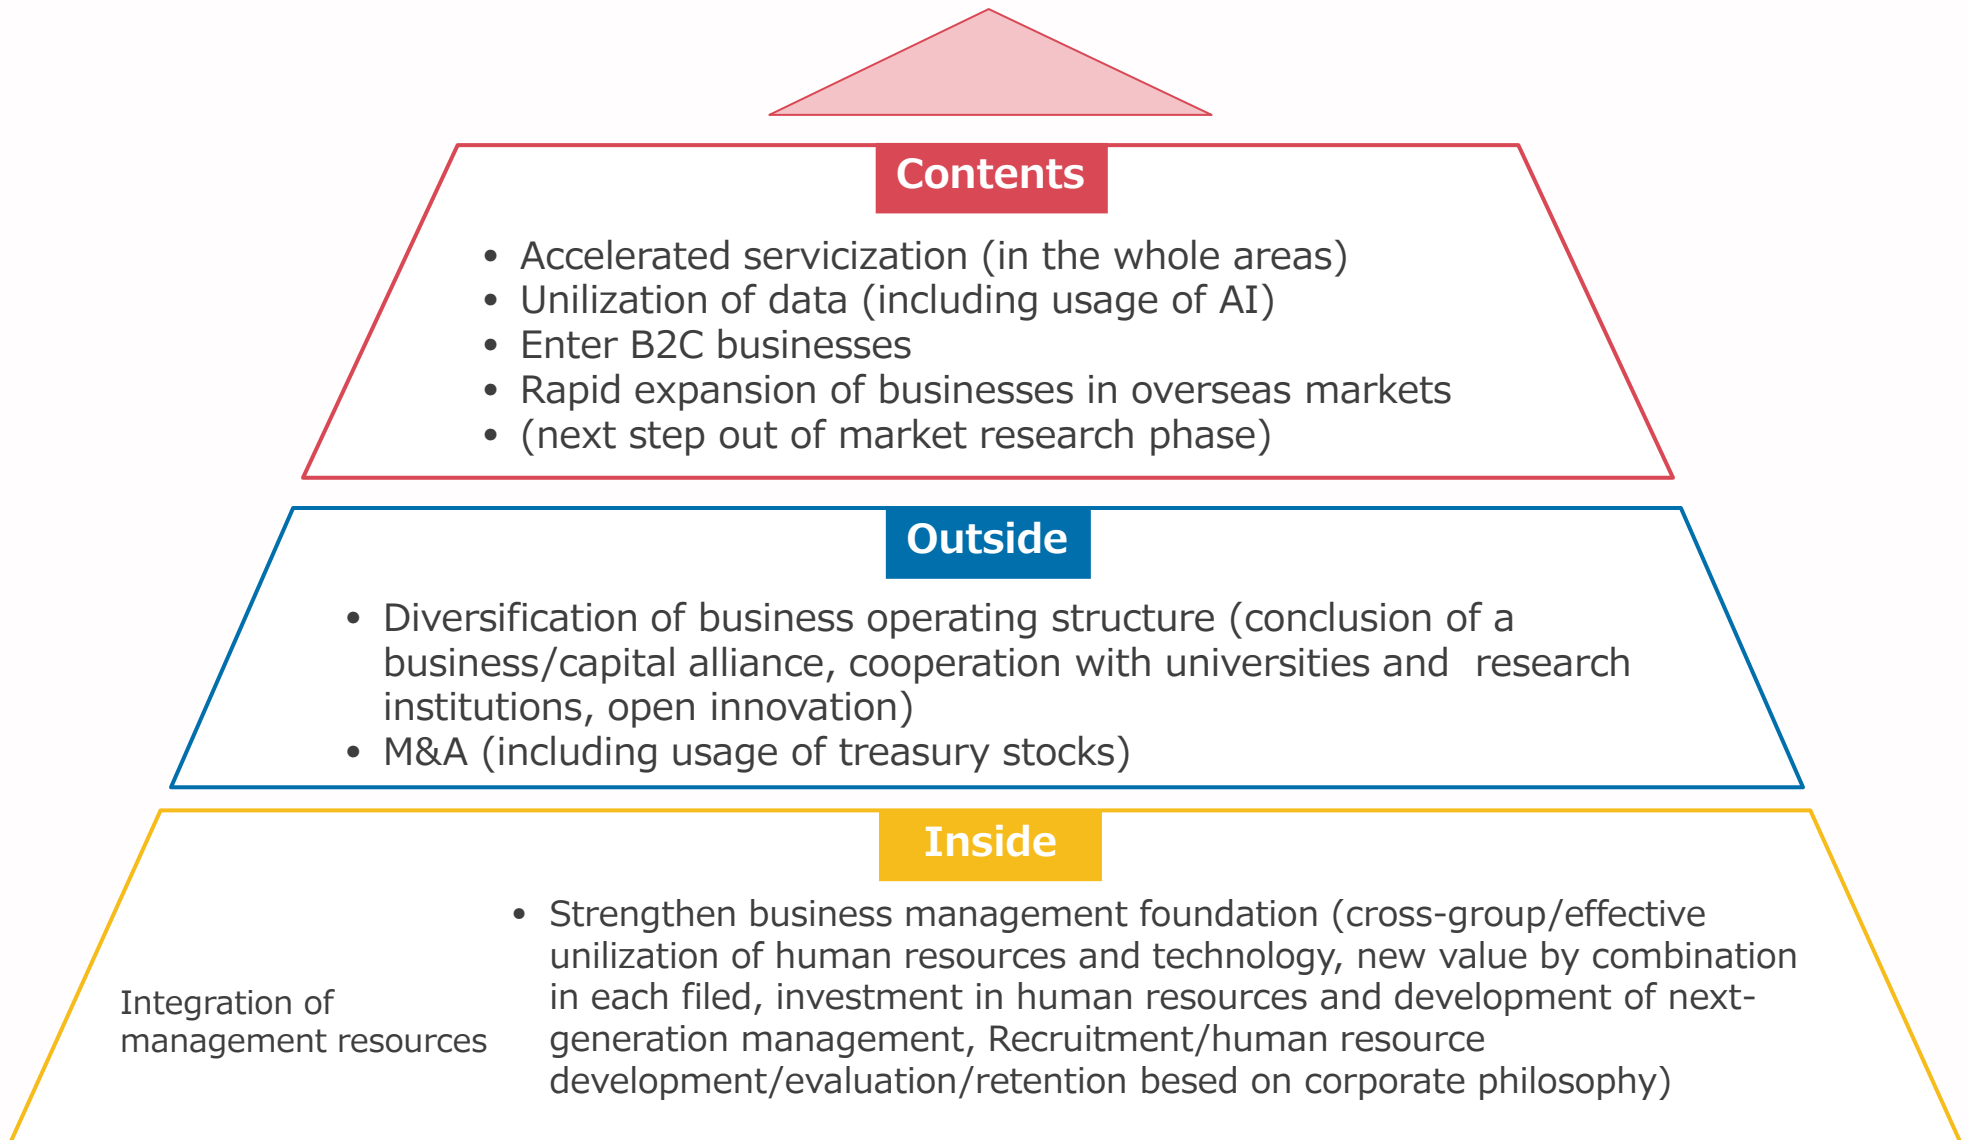 Contents
• Accelerated servicization (in the whole areas)
• Unilization of data (including usage of AI)
• Enter B2C businesses
• Rapid expansion of businesses in overseas markets
• (next step out of market research phase)
Outside
• Diversification of business operating structure (conclusion of a
business/capital alliance, cooperation with universities and  research
institutions, open innovation)
• M&A (including usage of treasury stocks)
Inside
Integration of
management resources
• Strengthen business management foundation (cross-group/effective
unilization of human resources and technology, new value by combination
in each filed, investment in human resources and development of next-
generation management, Recruitment/human resource
development/evaluation/retention besed on corporate philosophy)